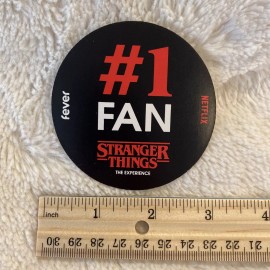 #1
FAN
fever
NETFLIX
STRANGER
THINGS
THE EXPERIENCE
inch 1 2 3
30 29 28 27 26 25 24 23 22 21